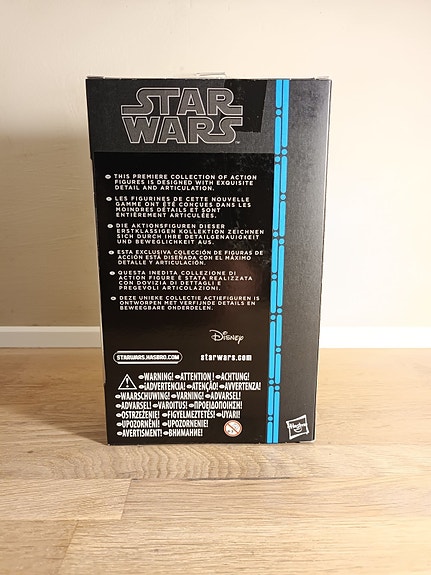 STAR
WARS
THIS PREMIERE COLLECTION OF ACTION
FIGURES IS DESIGNED WITH EXQUISITE
DETAIL AND ARTICULATION.
LES FIGURINES DE CETTE NOUVELLE
GAMME ONT ÉTÉ CONÇUES DANS LES
MOINDRES DÉTAILS ET SONT
ENTIÈREMENT ARTICULÉES.
DIE AKTIONSFIGUREN DIESER
ERSTKLASSIGEN KOLLEKTION ZEICHNEN
SICH DURCH IHRE DETAILGENAUIGKEIT
UND BEWEGLICHKEIT AUS.
ESTA EXCLUSIVA COLECCIÓN DE FIGURAS DE
ACCIÓN ESTÁ DISEÑADA CON EL MÁXIMO
DETALLE Y ARTICULACIÓN.
QUESTA INEDITA COLLEZIONE DI
ACTION FIGURE È STATA REALIZZATA
CON DOVIZIA DI DETTAGLI E
PREGEVOLI ARTICOLAZIONI.
DEZE UNIEKE COLLECTIE ACTIEFIGUREN IS
ONTWORPEN MET VERFIJNDE DETAILS EN
BEWEEGBARE ONDERDELEN.
Disney
STARWARS.HASBRO.COM starwars.com
WARNING! ATTENTION! ACHTUNG!
¡ADVERTENCIA! ATENÇÃO! AVVERTENZA!
WAARSCHUWING! VARNING! ADVARSEL!
ADVARSEL! VAROITUS! ΠΡΟΕΙΔΟΠΟΙΗΣΗ!
OSTRZEŻENIE! FIGYELMEZTETÉS! UYARI!
UPOZORNĚNÍ! UPOZORNENIE!
AVERTISMENT! ВНИМАНИЕ!
Hasbro